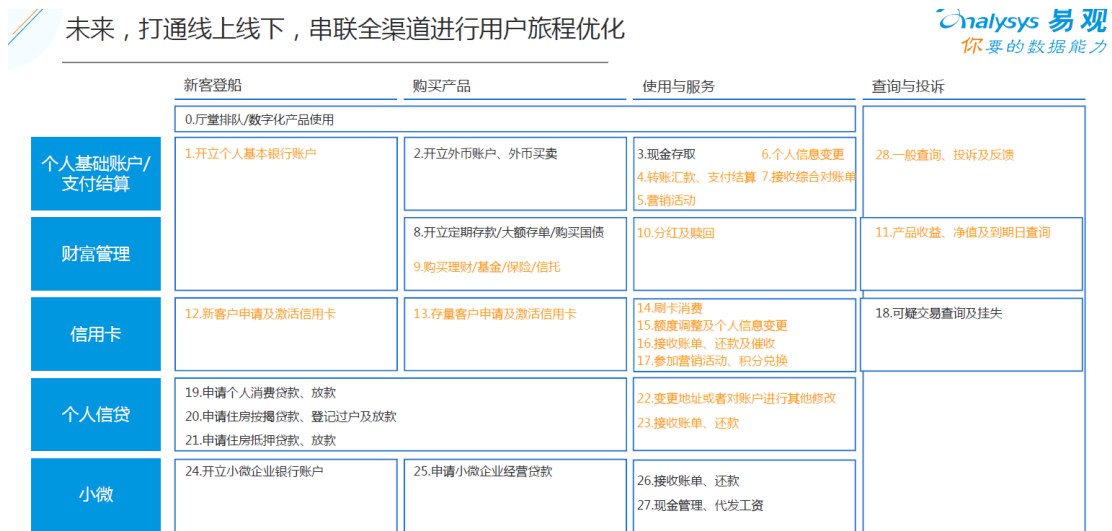 未来，打通线上线下，串联全渠道进行用户旅程优化
nalysys 易观
你要的数据能力
新客登船
购买产品
使用与服务
查询与投诉
0.厅堂排队/数字化产品使用
个人基础账户/
支付结算
1.开立个人基本银行账户
2.开立外币账户、外币买卖
3.现金存取
6.个人信息变更
4.转账汇款、支付结算
7.接收综合对账单
5.营销活动
28.一般查询、投诉及反馈
财富管理
8.开立定期存款/大额存单/购买国债
9.购买理财/基金/保险/信托
10.分红及赎回
11.产品收益、净值及到期日查询
信用卡
12.新客户申请及激活信用卡
13.存量客户申请及激活信用卡
14.刷卡消费
15.额度调整及个人信息变更
16.接收账单、还款及催收
17.参加营销活动、积分兑换
18.可疑交易查询及挂失
个人信贷
19.申请个人消费贷款、放款
20.申请住房按揭贷款、登记过户及放款
21.申请住房抵押贷款、放款
22.变更地址或者对账户进行其他修改
23.接收账单、还款
小微
24.开立小微企业银行账户
25.申请小微企业经营贷款
26.接收账单、还款
27.现金管理、代发工资